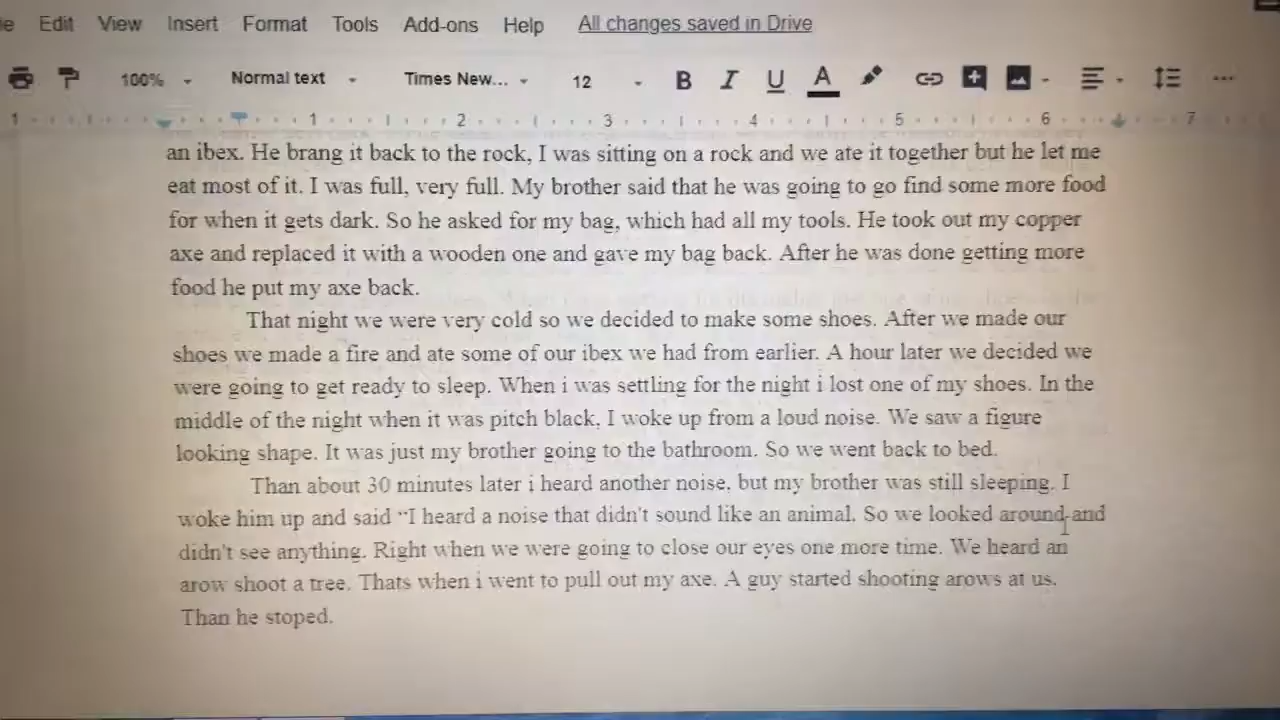 Edit View Insert Format Tools Add-ons Help All changes saved in Drive
100% Normal text Times New... 12 B I U A
1 1 2 3 4 5 6 7
an ibex. He brang it back to the rock, I was sitting on a rock and we ate it together but he let me
eat most of it. I was full, very full. My brother said that he was going to go find some more food
for when it gets dark. So he asked for my bag, which had all my tools. He took out my copper
axe and replaced it with a wooden one and gave my bag back. After he was done getting more
food he put my axe back.
That night we were very cold so we decided to make some shoes. After we made our
shoes we made a fire and ate some of our ibex we had from earlier. A hour later we decided we
were going to get ready to sleep. When i was settling for the night i lost one of my shoes. In the
middle of the night when it was pitch black, I woke up from a loud noise. We saw a figure
looking shape. It was just my brother going to the bathroom. So we went back to bed.
Than about 30 minutes later i heard another noise, but my brother was still sleeping. I
woke him up and said “I heard a noise that didn't sound like an animal. So we looked around and
didn't see anything. Right when we were going to close our eyes one more time. We heard an
arow shoot a tree. Thats when i went to pull out my axe. A guy started shooting arows at us.
Than he stoped.